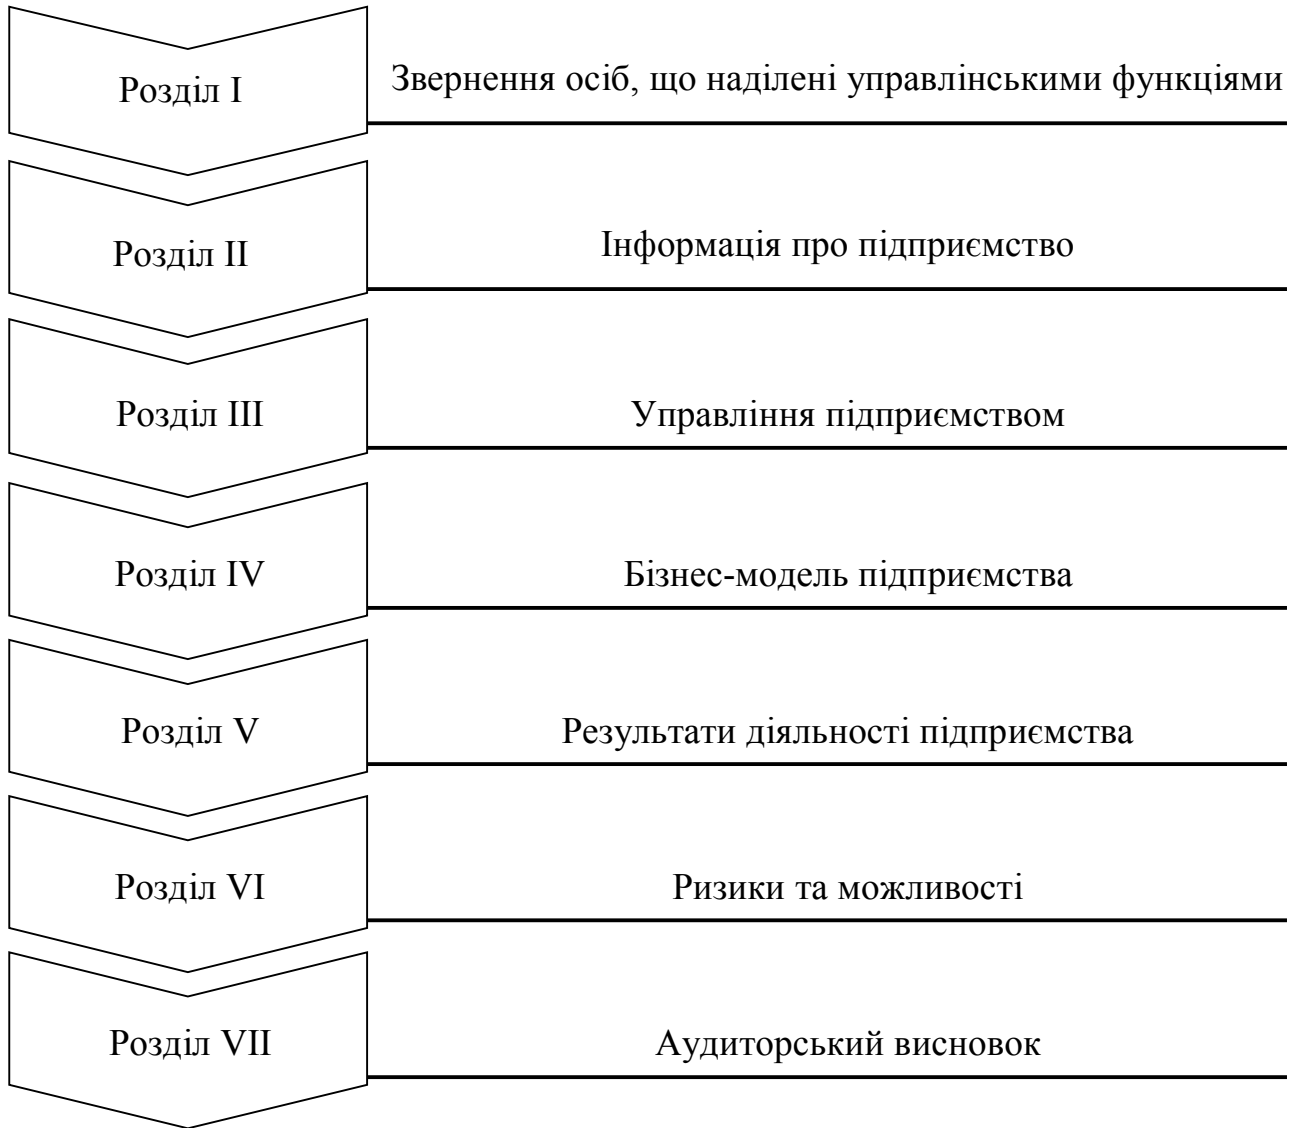 Розділ I
Звернення осіб, що наділені управлінськими функціями
Розділ II
Інформація про підприємство
Розділ III
Управління підприємством
Розділ IV
Бізнес-модель підприємства
Розділ V
Результати діяльності підприємства
Розділ VI
Ризики та можливості
Розділ VII
Аудиторський висновок